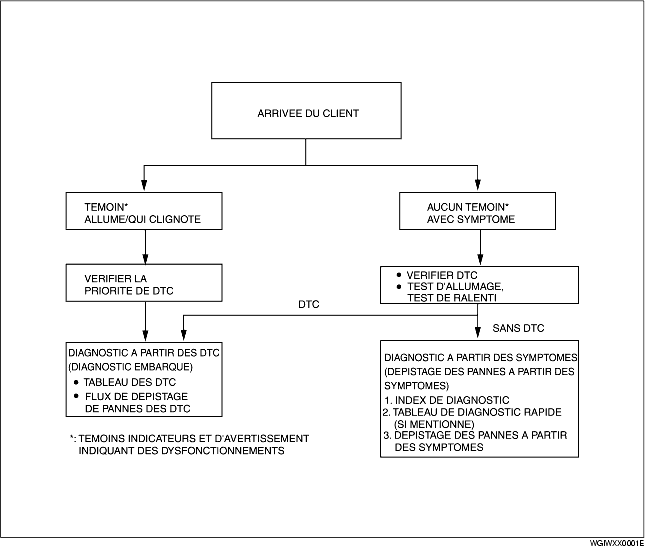 ARRIVEE DU CLIENT
TEMOIN*
ALLUME/QUI CLIGNOTE
AUCUN TEMOIN*
AVEC SYMPTOME
VERIFIER LA
PRIORITE DE DTC
• VERIFIER DTC
• TEST D'ALLUMAGE,
TEST DE RALENTI
DTC
SANS DTC
DIAGNOSTIC A PARTIR DES DTC
(DIAGNOSTIC EMBARQUE)
• TABLEAU DES DTC
• FLUX DE DEPISTAGE
DE PANNES DES DTC
DIAGNOSTIC A PARTIR DES SYMPTOMES
(DEPISTAGE DES PANNES A PARTIR DES
SYMPTOMES)
1. INDEX DE DIAGNOSTIC
2. TABLEAU DE DIAGNOSTIC RAPIDE
(SI MENTIONNE)
3. DEPISTAGE DES PANNES A PARTIR
DES SYMPTOMES
*: TEMOINS INDICATEURS ET D'AVERTISSEMENT
INDIQUANT DES DYSFONCTIONNEMENTS
WGIWXX0001E